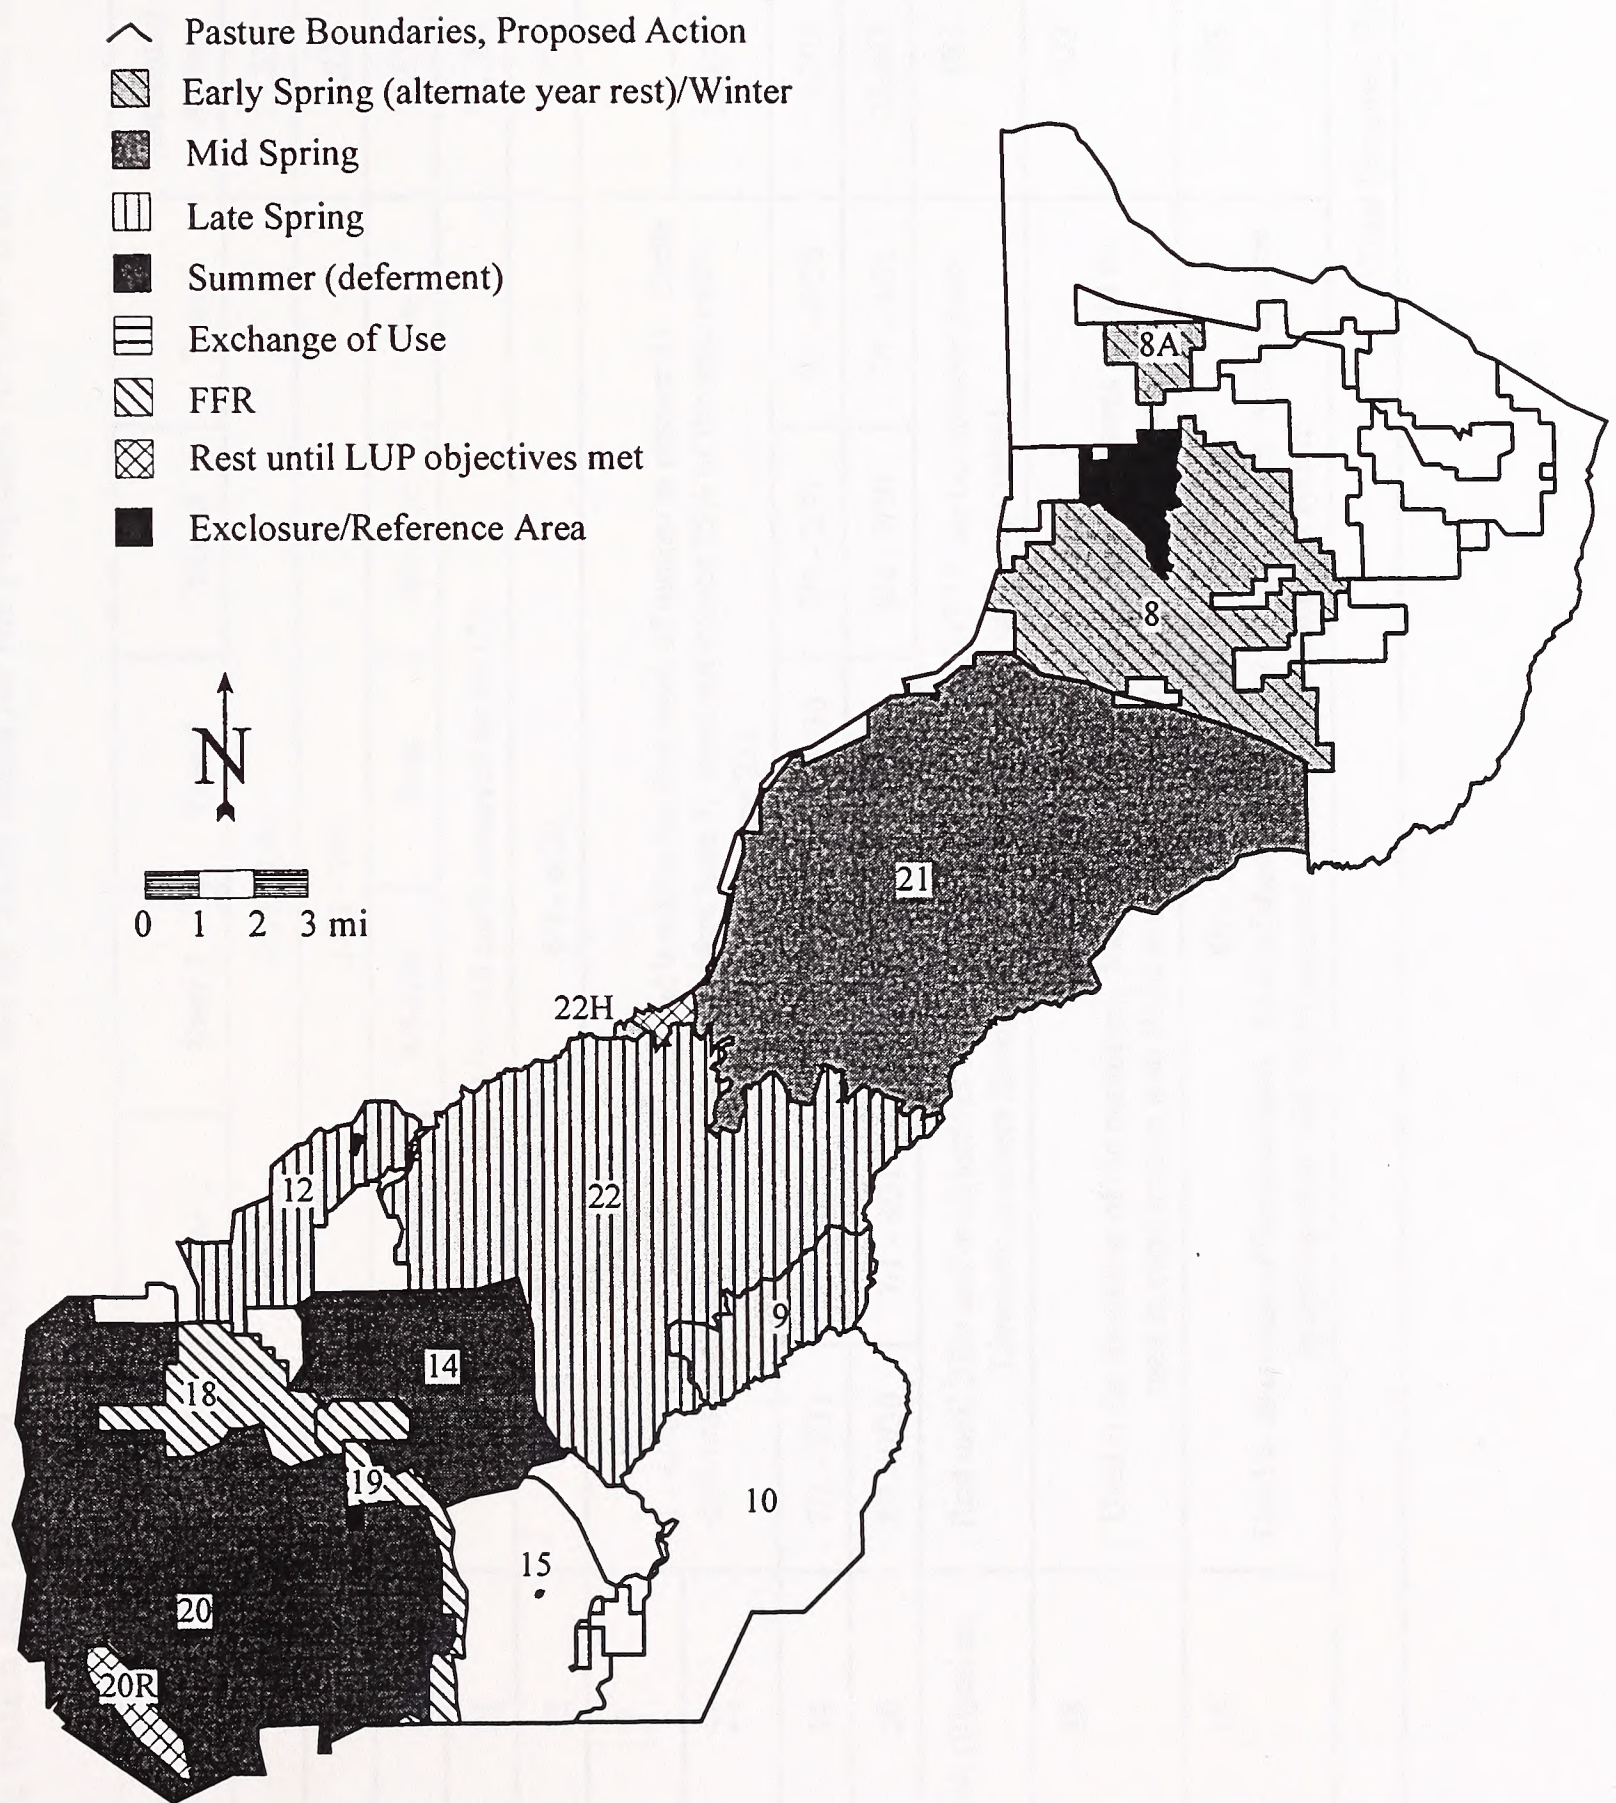 Pasture Boundaries, Proposed Action
Early Spring (alternate year rest)/Winter
Mid Spring
Late Spring
Summer (deferment)
Exchange of Use
FFR
Rest until LUP objectives met
Exclosure/Reference Area
8A
8
N
21
0 1 2 3 mi
22H
12
22
9
14
18
19
10
15
20
20R